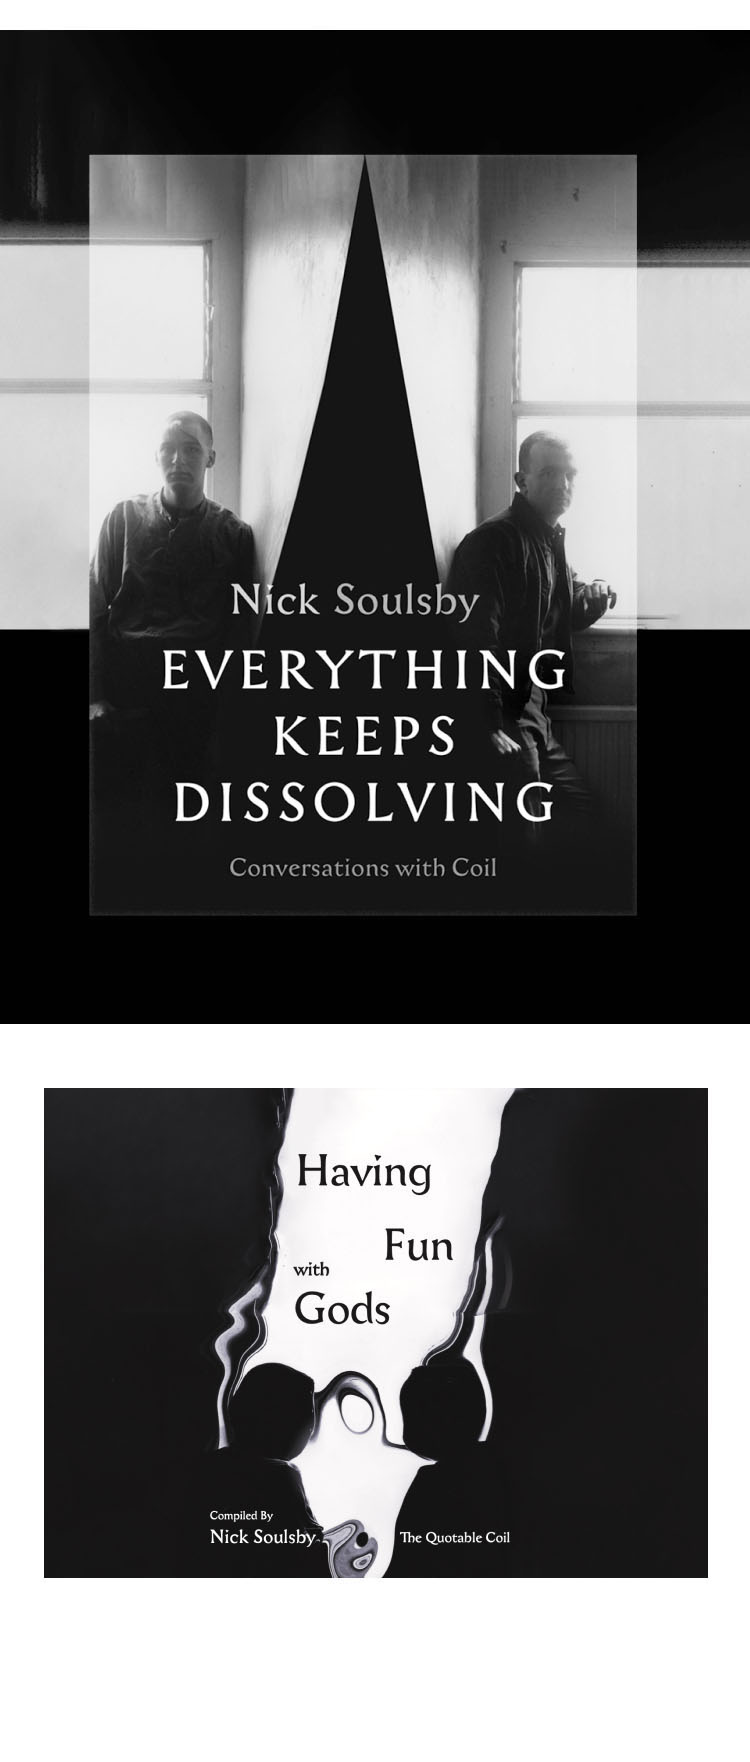 Nick Soulsby
EVERYTHING
KEEPS
DISSOLVING
Conversations with Coil
Having
Fun
with
Gods
Compiled By
Nick Soulsby
The Quotable Coil